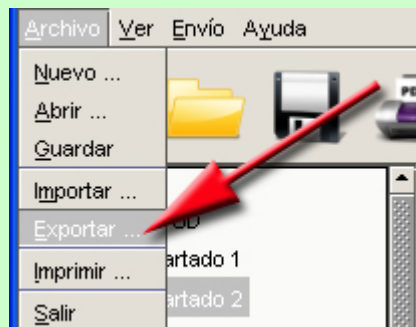 Archivo Ver Envío Ayuda
Nuevo ...
Abrir ...
Guardar
Importar ...
Exportar ...
Imprimir ...
artado 1
artado 2
Salir